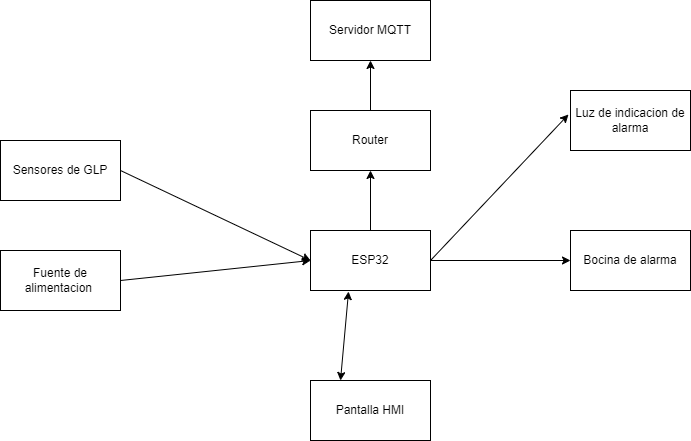 Servidor MQTT
Luz de indicacion de
alarma
Router
Sensores de GLP
Fuente de
alimentacion
ESP32
Bocina de alarma
Pantalla HMI